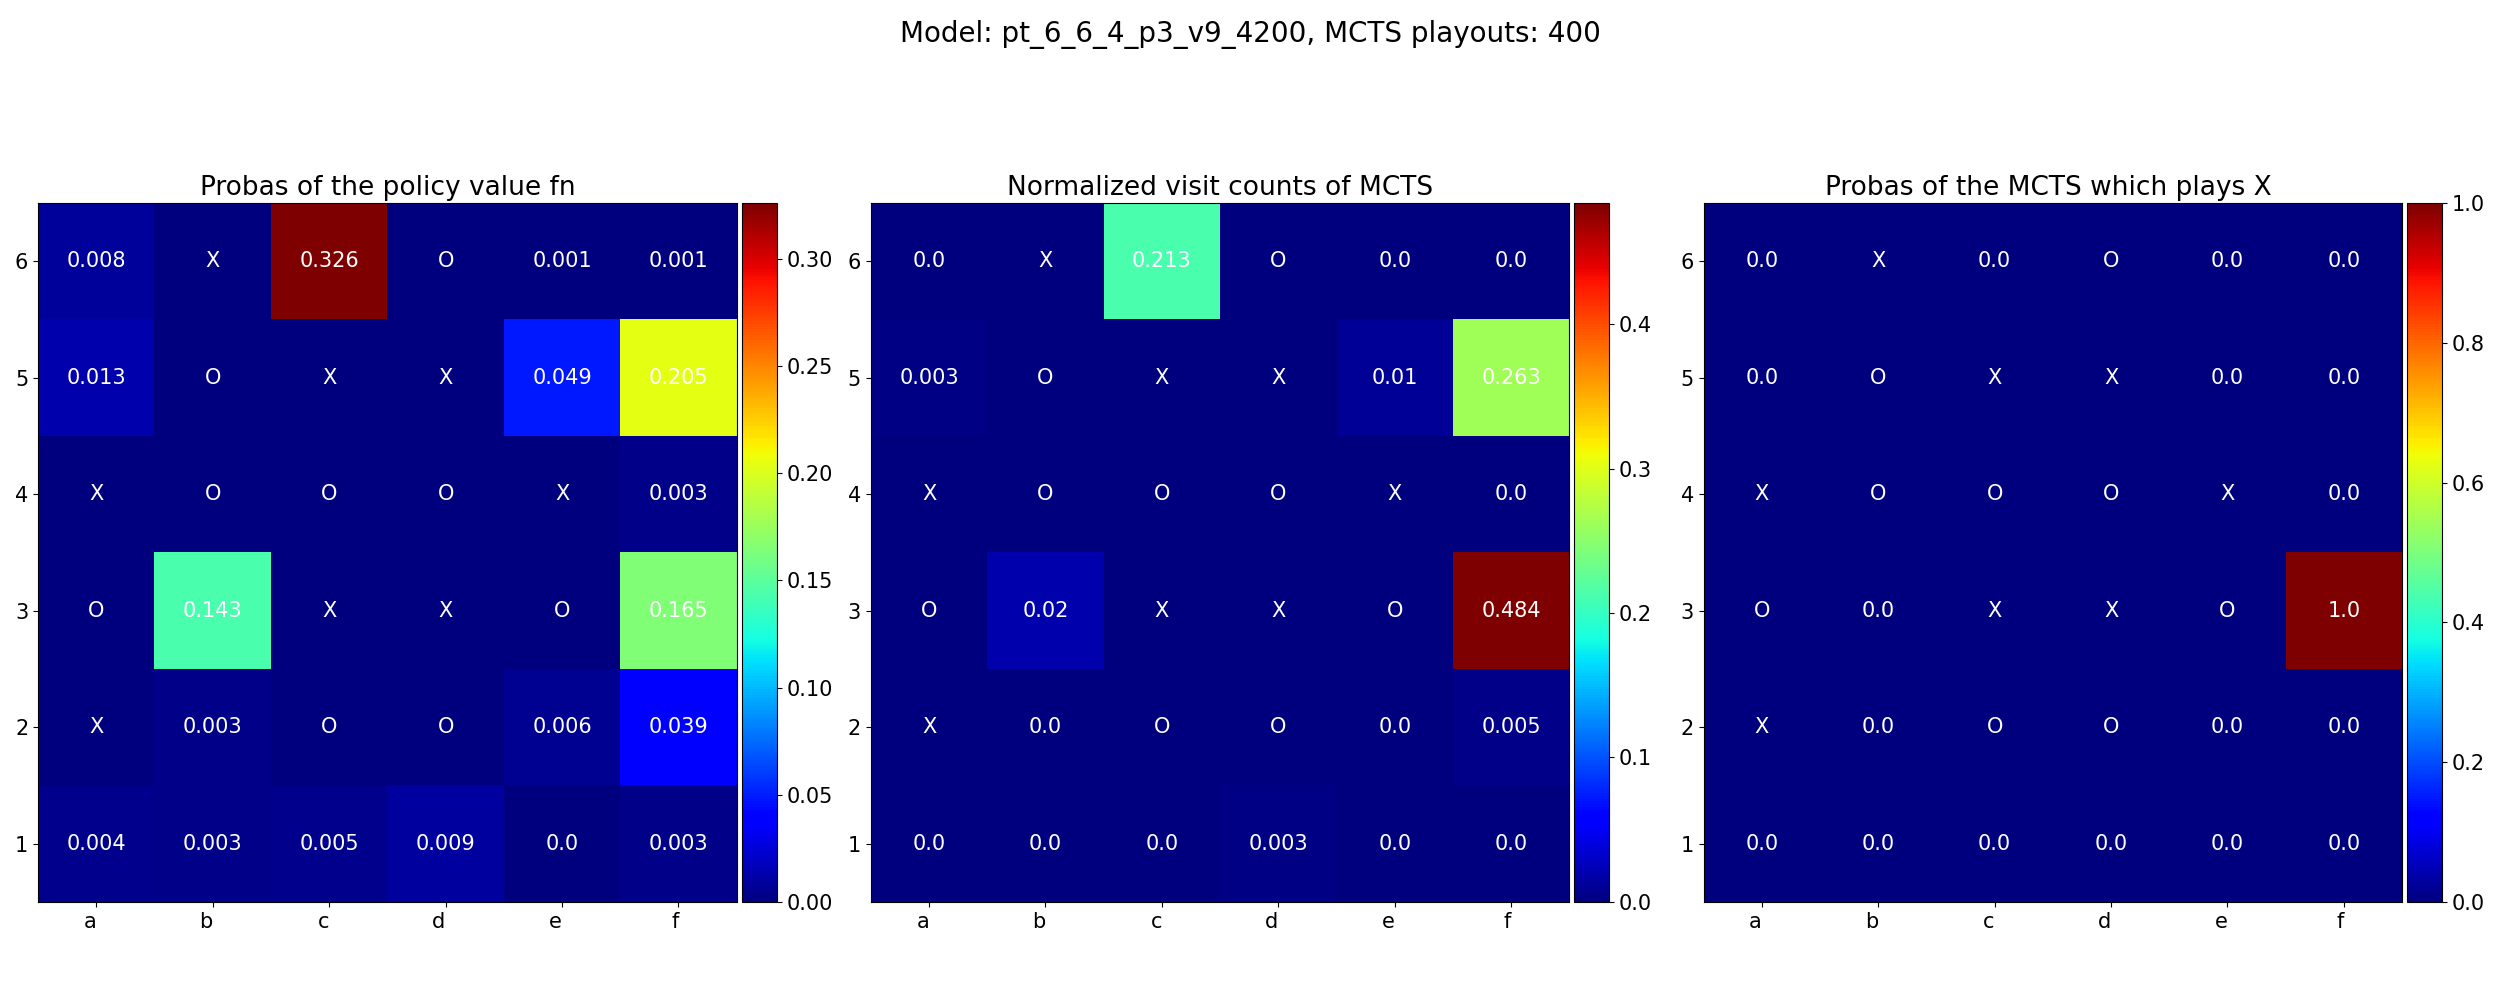 Model: pt_6_6_4_p3_v9_4200, MCTS playouts: 400
Probas of the policy value fn
6 0.008 X 0.326 O 0.001 0.001
5 0.013 O X X 0.049 0.205
4 X O O O X 0.003
3 O 0.143 X X O 0.165
2 X 0.003 O O 0.006 0.039
1 0.004 0.003 0.005 0.009 0.0 0.003
a b c d e f
0.30
0.25
0.20
0.15
0.10
0.05
0.00
Normalized visit counts of MCTS
6 0.0 X 0.213 O 0.0 0.0
5 0.003 O X X 0.01 0.263
4 X O O O X 0.0
3 O 0.02 X X O 0.484
2 X 0.0 O O 0.0 0.005
1 0.0 0.0 0.0 0.003 0.0 0.0
a b c d e f
0.4
0.3
0.2
0.1
0.0
Probas of the MCTS which plays X
6 0.0 X 0.0 O 0.0 0.0
5 0.0 O X X 0.0 0.0
4 X O O O X 0.0
3 O 0.0 X X O 1.0
2 X 0.0 O O 0.0 0.0
1 0.0 0.0 0.0 0.0 0.0 0.0
a b c d e f
1.0
0.8
0.6
0.4
0.2
0.0